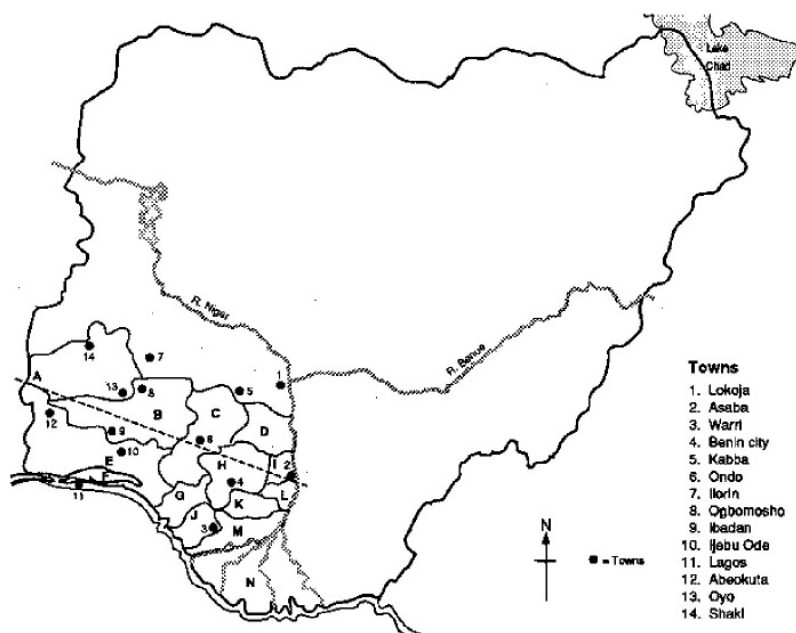 Lake
Chad
R. Niger
R. Benue
14
7
A
13
8
5
1
12
B
C
9
6
D
10
E
H
I
2
F
4
11
G
K
L
J
3
M
N
N
= Towns
Towns
1. Lokoja
2. Asaba
3. Warri
4. Benin city
5. Kabba
6. Ondo
7. Ilorin
8. Ogbomosho
9. Ibadan
10. Ijebu Ode
11. Lagos
12. Abeokuta
13. Oyo
14. Shaki